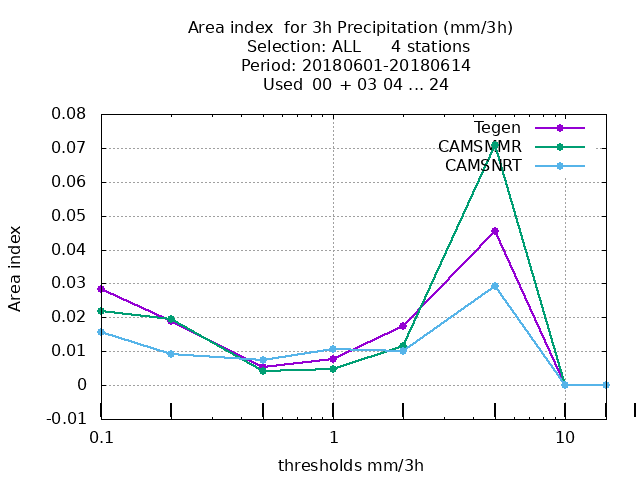 Area index  for 3h Precipitation (mm/3h)
Selection: ALL      4 stations
Period: 20180601-20180614
Used  00  + 03 04 ... 24
Tegen
CAMSNMR
CAMSNRT
0.08
0.07
0.06
0.05
0.04
0.03
0.02
0.01
0
-0.01
Area index
0.1 1 10
thresholds mm/3h